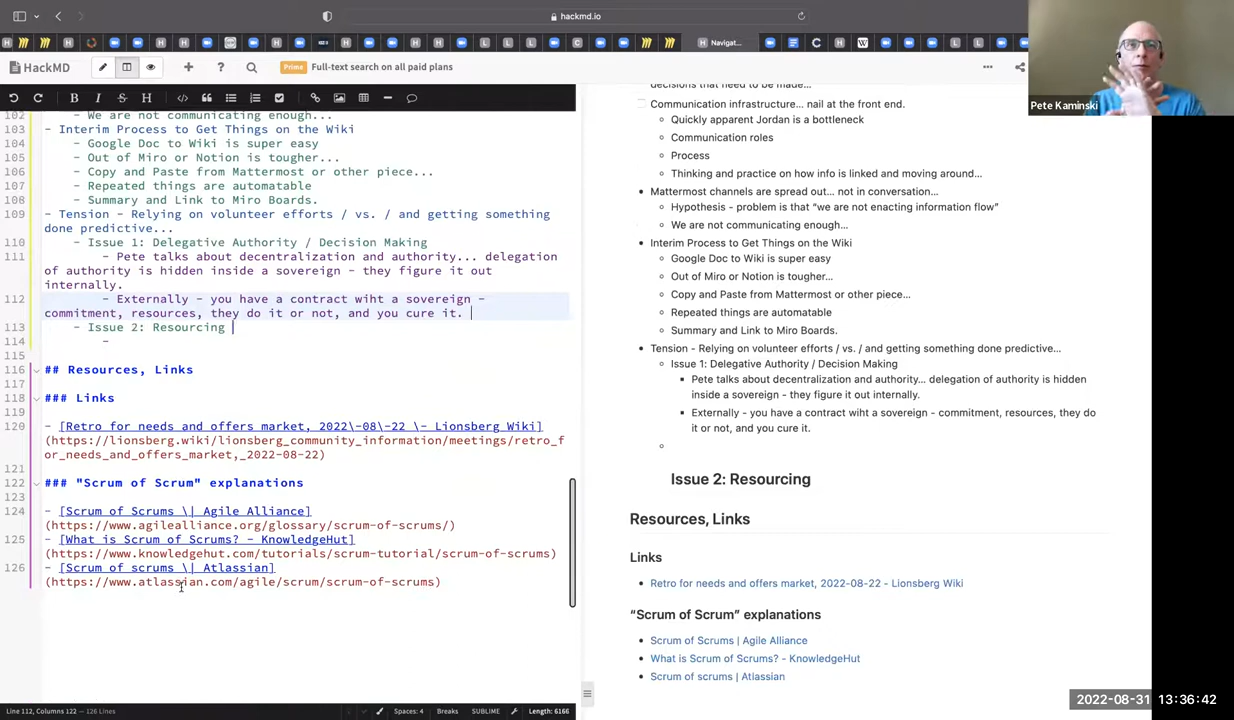 hackmd.io
Navigat...
HackMD
Prime Full-text search on all paid plans
Pete Kaminski
102 - We are not communicating enough...
103 - Interim Process to Get Things on the Wiki
104 - Google Doc to Wiki is super easy
105 - Out of Miro or Notion is tougher...
106 - Copy and Paste from Mattermost or other piece...
107 - Repeated things are automatable
108 - Summary and Link to Miro Boards.
109 - Tension - Relying on volunteer efforts / vs. / and getting something
done predictive...
110 - Issue 1: Delegative Authority / Decision Making
111 - Pete talks about decentralization and authority... delegation
of authority is hidden inside a sovereign - they figure it out
internally.
112 - Externally - you have a contract wiht a sovereign -
commitment, resources, they do it or not, and you cure it.
113 - Issue 2: Resourcing
114 -
115
116 ## Resources, Links
117
118 ### Links
119
120 - [Retro for needs and offers market, 2022\-08\-22 \- Lionsberg Wiki]
(https://lionsberg.wiki/lionsberg_community_information/meetings/retro_f
or_needs_and_offers_market,_2022-08-22)
121
122 ### "Scrum of Scrum" explanations
123
124 - [Scrum of Scrums \| Agile Alliance]
(https://www.agilealliance.org/glossary/scrum-of-scrums/)
125 - [What is Scrum of Scrums? - KnowledgeHut]
(https://www.knowledgehut.com/tutorials/scrum-tutorial/scrum-of-scrums)
126 - [Scrum of scrums \| Atlassian]
(https://www.atlassian.com/agile/scrum/scrum-of-scrums)
Line 112, Columns 122 — 126 Lines
Spaces: 4
Breaks
SUBLIME
Length: 6166
decisions that need to be made...
Communication infrastructure... nail at the front end.
Quickly apparent Jordan is a bottleneck
Communication roles
Process
Thinking and practice on how info is linked and moving around...
Mattermost channels are spread out... not in conversation...
Hypothesis - problem is that “we are not enacting information flow”
We are not communicating enough...
Interim Process to Get Things on the Wiki
Google Doc to Wiki is super easy
Out of Miro or Notion is tougher...
Copy and Paste from Mattermost or other piece...
Repeated things are automatable
Summary and Link to Miro Boards.
Tension - Relying on volunteer efforts / vs. / and getting something done predictive...
Issue 1: Delegative Authority / Decision Making
Pete talks about decentralization and authority... delegation of authority is hidden
inside a sovereign - they figure it out internally.
Externally - you have a contract wiht a sovereign - commitment, resources, they do
it or not, and you cure it.
Issue 2: Resourcing
Resources, Links
Links
Retro for needs and offers market, 2022-08-22 - Lionsberg Wiki
“Scrum of Scrum” explanations
Scrum of Scrums | Agile Alliance
What is Scrum of Scrums? - KnowledgeHut
Scrum of scrums | Atlassian
2022-08-31 13:36:42